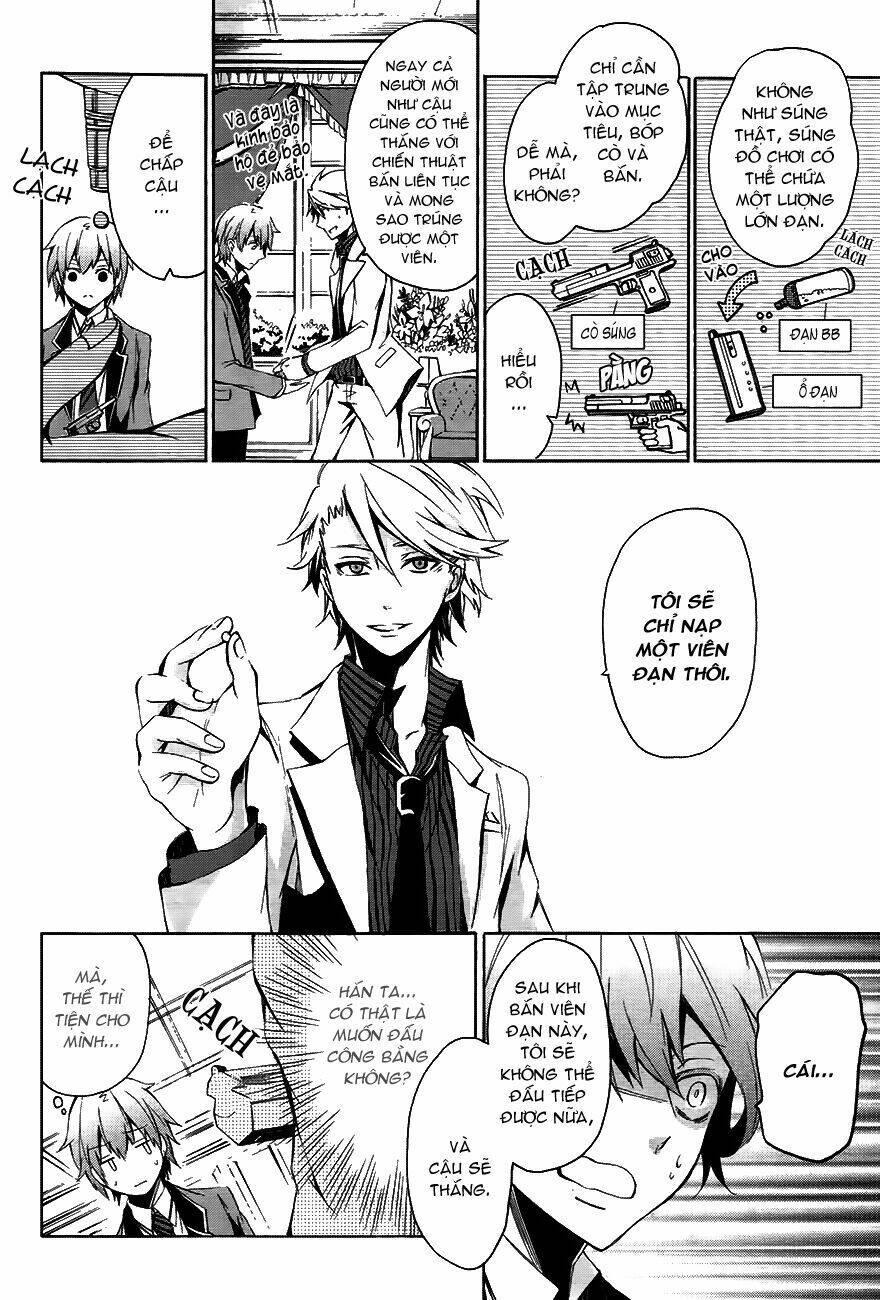 KHÔNG
NHƯ SÚNG
THẬT, SÚNG
ĐỒ CHƠI CÓ
THỂ CHỨA
MỘT LƯỢNG
LỚN ĐẠN.
LÁCH
CÁCH
CHO
VÀO
ĐẠN BB
Ổ ĐẠN
CHỈ CẦN
TẬP TRUNG
VÀO MỤC
TIÊU, BÓP
CÒ VÀ
BẮN.
DỄ MÀ,
PHẢI
KHÔNG?
CẠCH
CÒ SÚNG
PẰNG
HIỂU
RỒI
...
NGAY CẢ
NGƯỜI MỚI
NHƯ CẬU
CŨNG CÓ THỂ
THẮNG VỚI
CHIẾN THUẬT
BẮN LIÊN TỤC
VÀ MONG
SAO TRÚNG
ĐƯỢC MỘT
VIÊN.
Và đây là
kính bảo
hộ để bảo
vệ mắt.
ĐỂ
CHẤP
CẬU
...
LẠCH
CẠCH
TÔI SẼ
CHỈ NẠP
MỘT VIÊN
ĐẠN THÔI.
CÁI...
SAU KHI
BẮN VIÊN
ĐẠN NÀY,
TÔI SẼ
KHÔNG THỂ
ĐẤU TIẾP
ĐƯỢC NỮA,
VÀ
CẬU SẼ
THẮNG.
HẮN TA...
CÓ THẬT LÀ
MUỐN ĐẤU
CÔNG BẰNG
KHÔNG?
CẠCH
MÀ,
THẾ THÌ
TIỆN CHO
MÌNH...